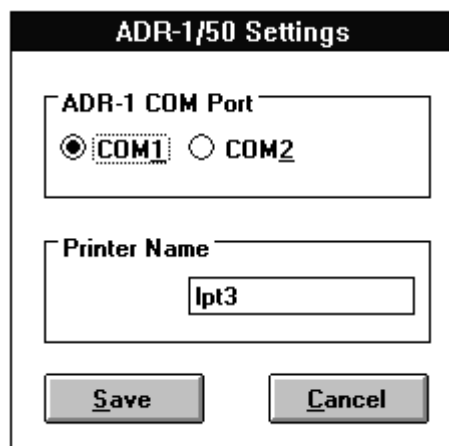 ADR-1/50 Settings
ADR-1 COM Port
COM1 COM2
Printer Name
lpt3
Save Cancel